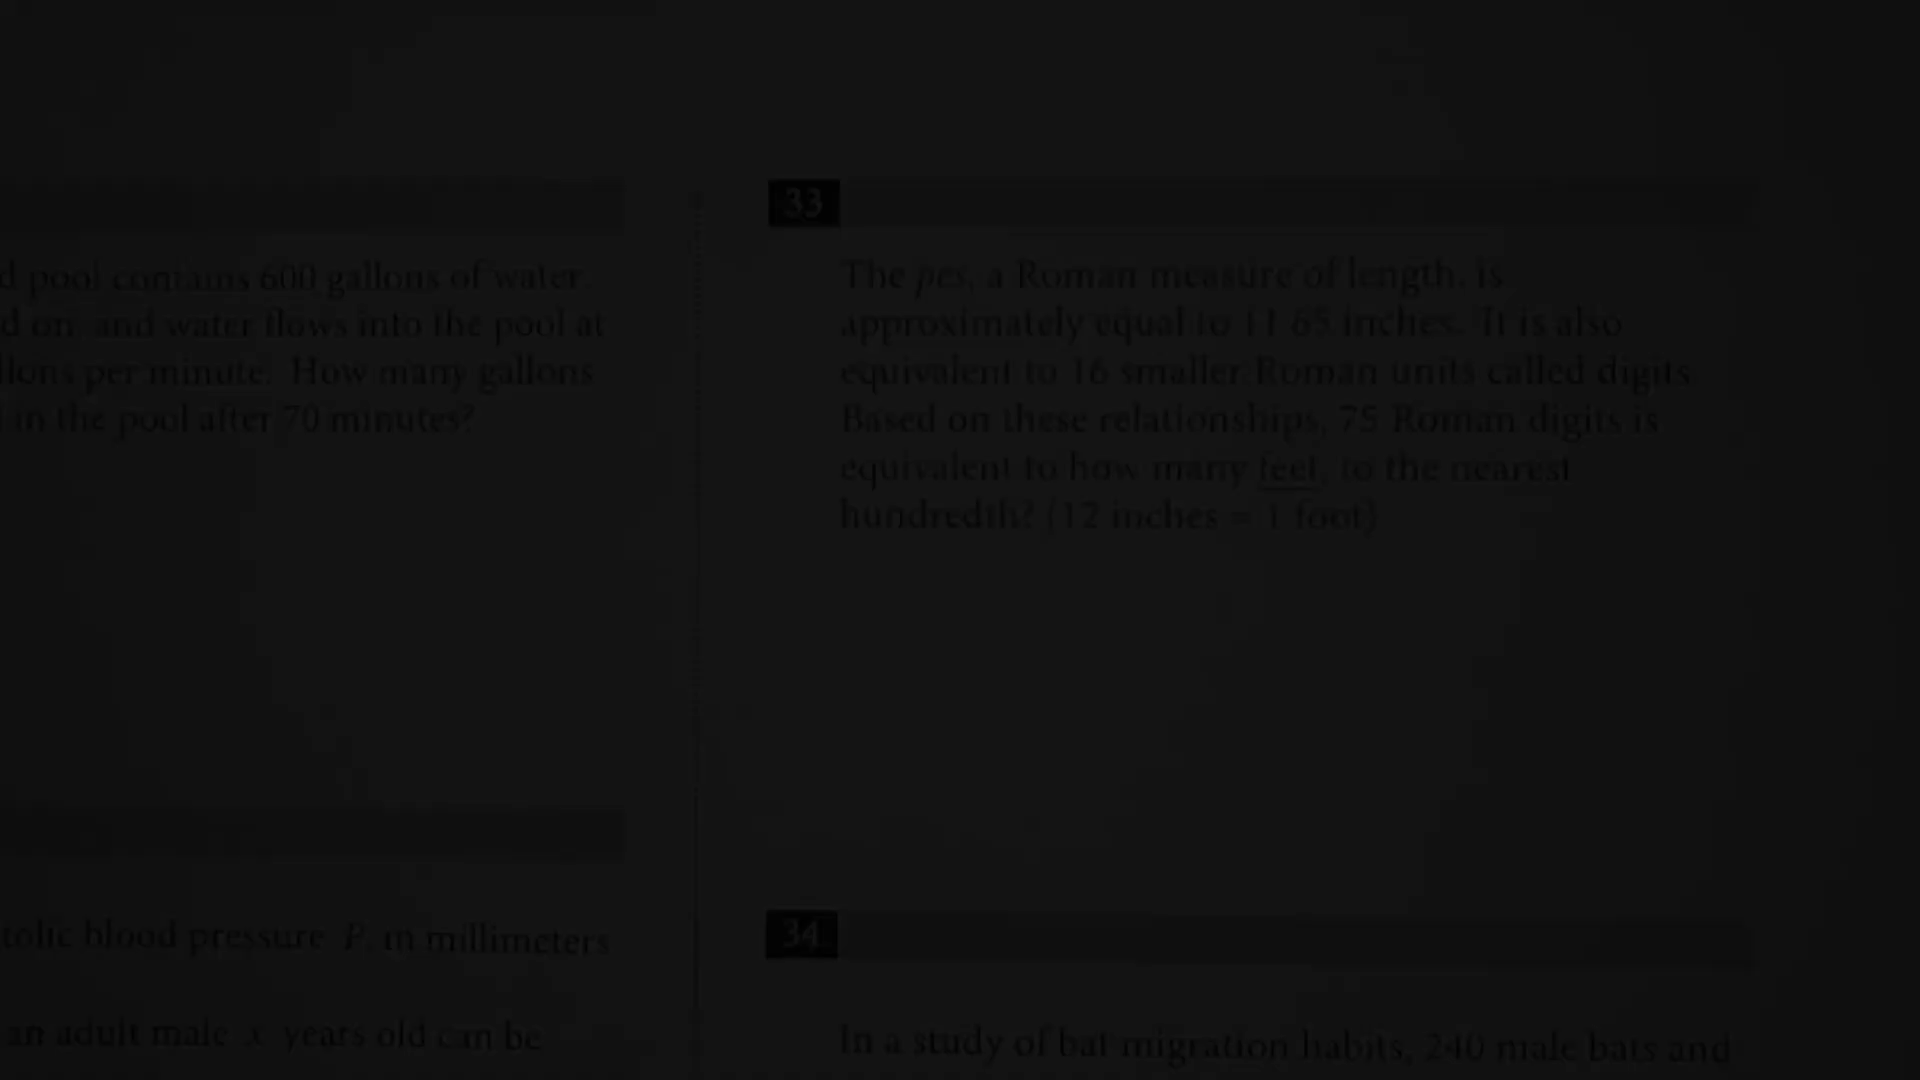 d pool contains 600 gallons of water.
d on, and water flows into the pool at
llons per minute. How many gallons
l in the pool after 70 minutes?
tolic blood pressure P, in millimeters
an adult male x years old can be
33
The pes, a Roman measure of length, is
approximately equal to 11.65 inches. It is also
equivalent to 16 smaller Roman units called digits.
Based on these relationships, 75 Roman digits is
equivalent to how many feet, to the nearest
hundredth? (12 inches = 1 foot)
34
In a study of bat migration habits, 240 male bats and